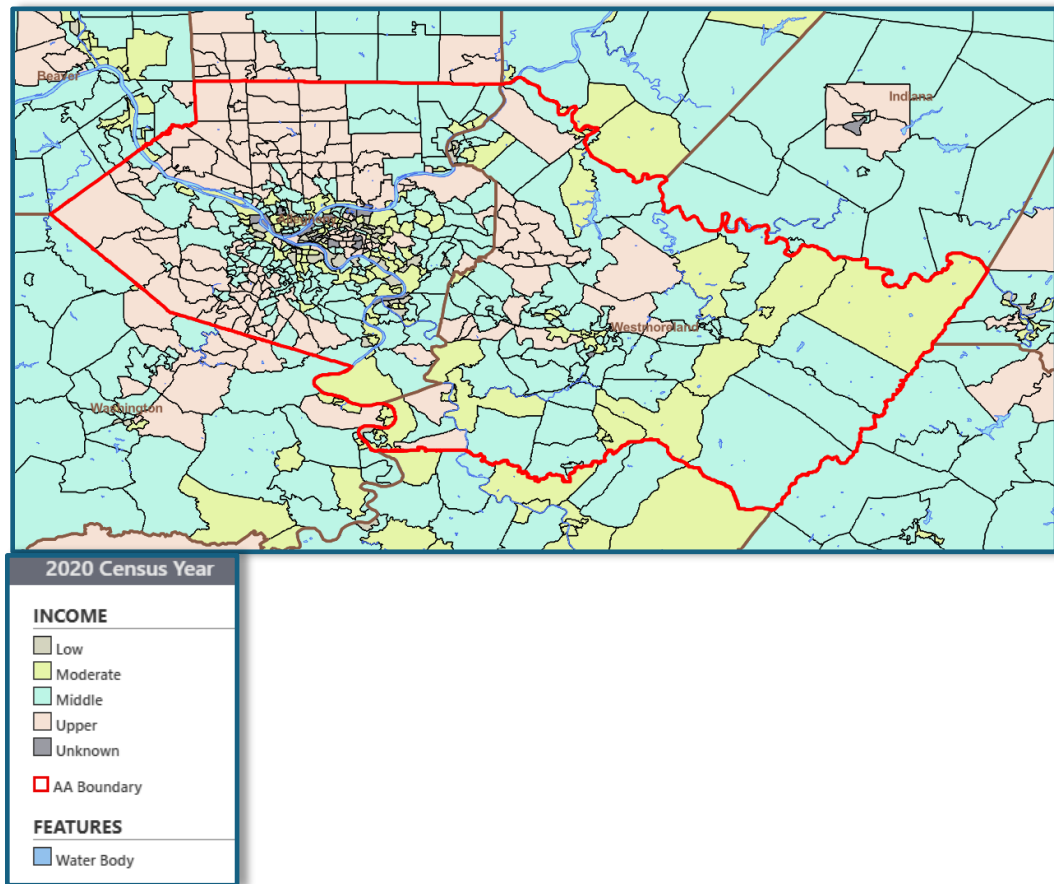 Beaver
Indiana
Westmoreland
Washington
2020 Census Year
INCOME
Low
Moderate
Middle
Upper
Unknown
AA Boundary
FEATURES
Water Body